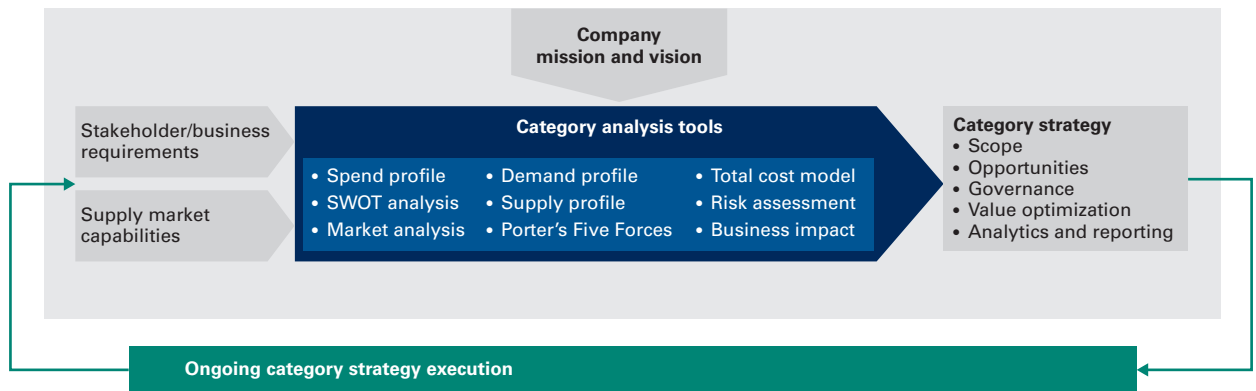 Company
mission and vision
Stakeholder/business
requirements
Supply market
capabilities
Category analysis tools
• Spend profile
• SWOT analysis
• Market analysis
• Demand profile
• Supply profile
• Porter's Five Forces
• Total cost model
• Risk assessment
• Business impact
Category strategy
• Scope
• Opportunities
• Governance
• Value optimization
• Analytics and reporting
Ongoing category strategy execution